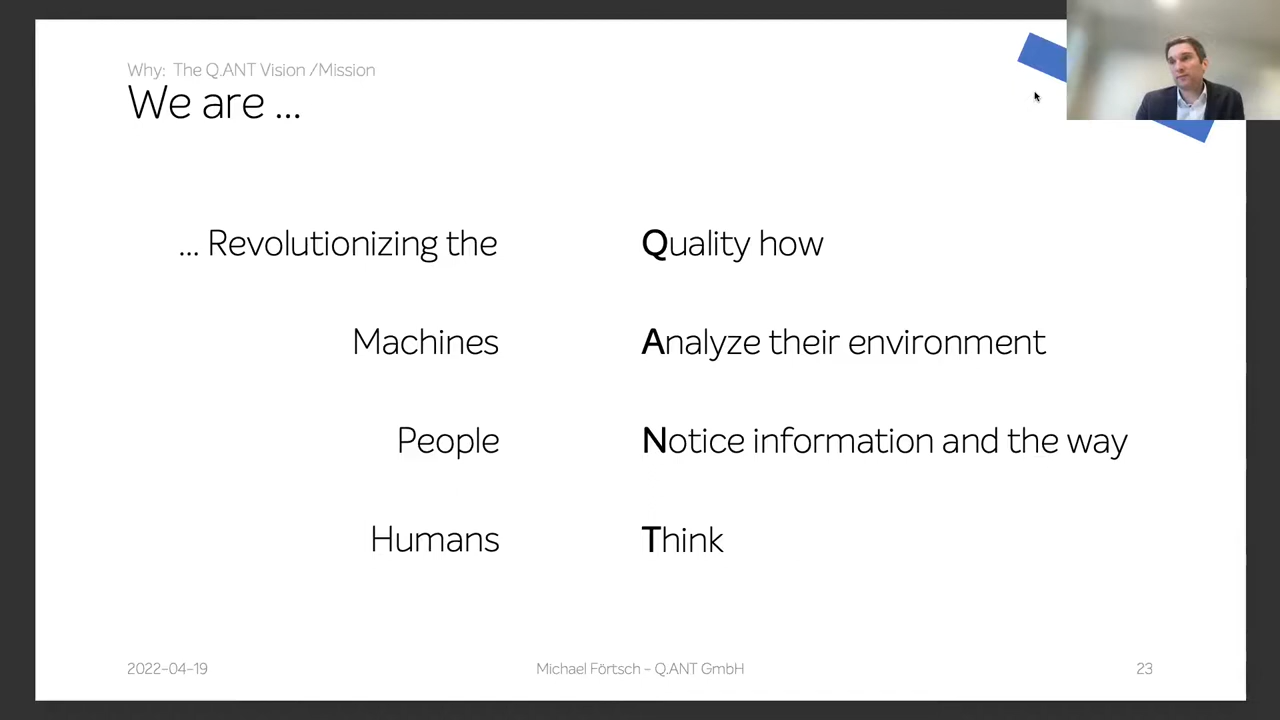 Why: The Q.ANT Vision /Mission
We are ...
... Revolutionizing the Quality how
Machines Analyze their environment
People Notice information and the way
Humans Think
2022-04-19 Michael Förtsch - Q.ANT GmbH 23